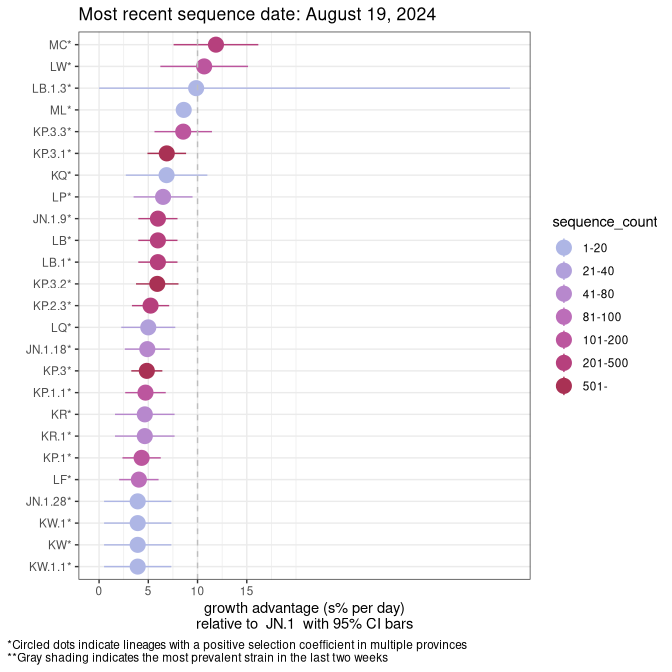 Most recent sequence date: August 19, 2024
MC*
LW*
LB.1.3*
ML*
KP.3.3*
KP.3.1*
KQ*
LP*
JN.1.9*
LB*
LB.1*
KP.3.2*
KP.2.3*
LQ*
JN.1.18*
KP.3*
KP.1.1*
KR*
KR.1*
KP.1*
LF*
JN.1.28*
KW.1*
KW*
KW.1.1*
0 5 10 15
growth advantage (s% per day)
relative to JN.1 with 95% CI bars
sequence_count
1-20
21-40
41-80
81-100
101-200
201-500
501-
*Circled dots indicate lineages with a positive selection coefficient in multiple provinces
**Gray shading indicates the most prevalent strain in the last two weeks